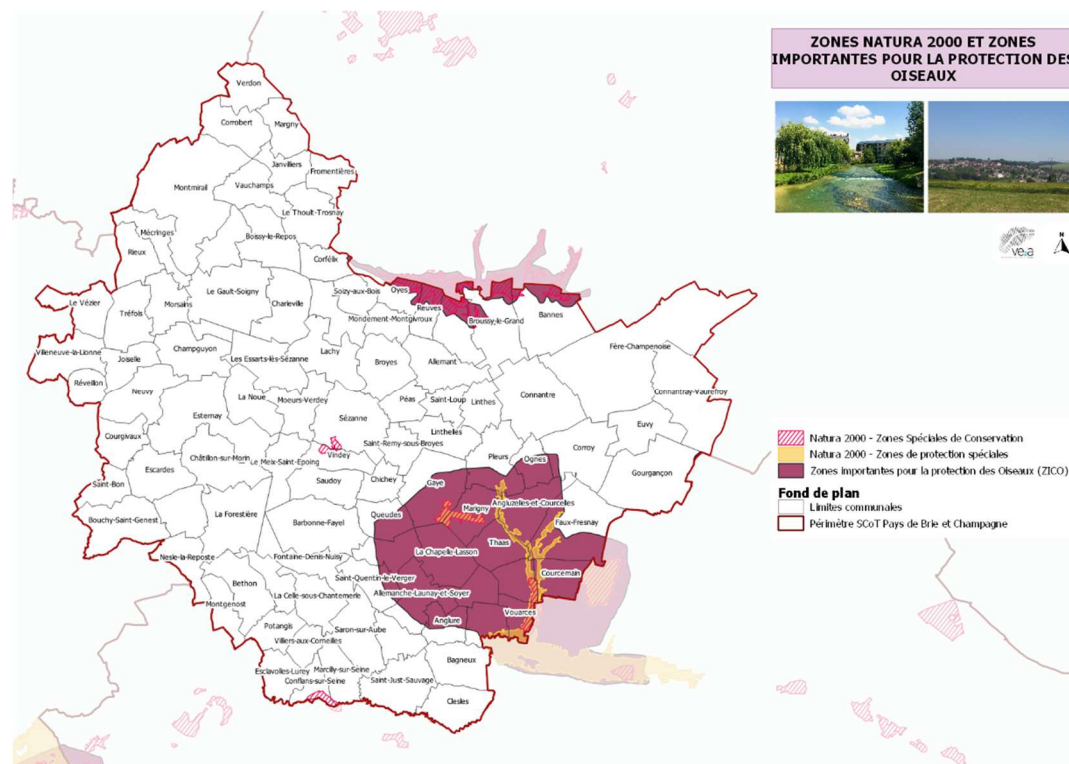 ZONES NATURA 2000 ET ZONES
IMPORTANTES POUR LA PROTECTION DES
OISEAUX
N
Verdon
Corrobert
Margny
Janvilliers
Fromentières
Montmirail
Vauchamps
Le Thoult-Trosnay
Mécringes
Boissy-le-Repos
Rieux
Corfélix
Le Gault-Soigny
Soizy-aux-Bois
Oyes
Le Vézier
Morsains
Charleville
Reuves
Bannes
Tréfols
Mondement-Montgivroux
Broussy-le-Grand
Fère-Champenoise
Villeneuve-la-Lionne
Joiselle
Champguyon
Les Essarts-lès-Sézanne
Lachy
Broyes
Allemant
Réveillon
Neuvy
La Noue
Moeurs-Verdey
Péas
Saint-Loup
Linthes
Connantre
Connantray-Vaurefroy
Esternay
Sézanne
Courgivaux
Linthelles
Euvy
Saint-Remy-sous-Broyes
Corroy
Châtillon-sur-Morin
Le Meix-Saint-Epoing
Vindey
Pleurs
Ognes
Escardes
Saudoy
Chichey
Gaye
Gourgançon
Saint-Bon
La Forestière
Queudes
Marigny
Angluzelles-et-Courcelles
Bouchy-Saint-Genest
Barbonne-Fayel
Faux-Fresnay
Thaas
Nesle-la-Reposte
Fontaine-Denis-Nuisy
La Chapelle-Lasson
Bethon
Saint-Quentin-le-Verger
Courcemain
La Celle-sous-Chantemerle
Allemanche-Launay-et-Soyer
Montgenost
Vouarces
Potangis
Saron-sur-Aube
Anglure
Villiers-aux-Corneilles
Bagneux
Esclavolles-Lurey
Marcilly-sur-Seine
Conflans-sur-Seine
Saint-Just-Sauvage
Clesles
Natura 2000 - Zones Spéciales de Conservation
Natura 2000 - Zones de protection spéciales
Zones importantes pour la protection des Oiseaux (ZICO)
Fond de plan
Limites communales
Périmètre SCoT Pays de Brie et Champagne